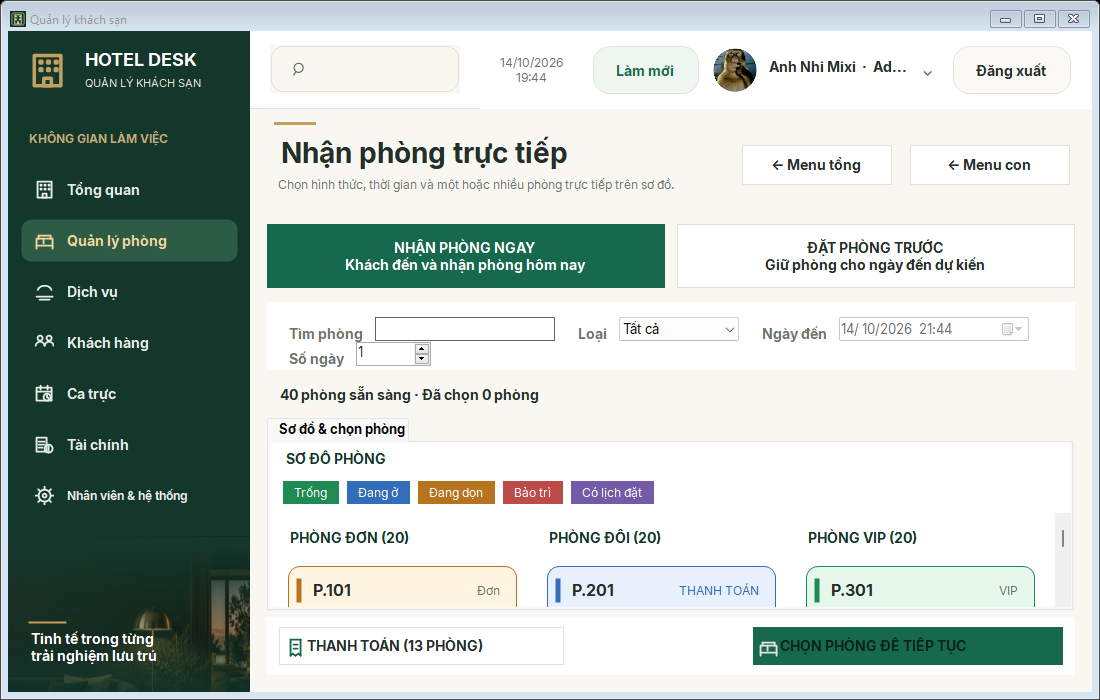 Quản lý khách sạn
HOTEL DESK
QUẢN LÝ KHÁCH SẠN
KHÔNG GIAN LÀM VIỆC
Tổng quan
Quản lý phòng
Dịch vụ
Khách hàng
Ca trực
Tài chính
Nhân viên & hệ thống
Tinh tế trong từng
trải nghiệm lưu trú
14/10/2026
19:44
Làm mới
Anh Nhi Mixi · Ad...
Đăng xuất
Nhận phòng trực tiếp
Chọn hình thức, thời gian và một hoặc nhiều phòng trực tiếp trên sơ đồ.
← Menu tổng
← Menu con
NHẬN PHÒNG NGAY
Khách đến và nhận phòng hôm nay
ĐẶT PHÒNG TRƯỚC
Giữ phòng cho ngày đến dự kiến
Tìm phòng
Loại
Tất cả
Ngày đến
14/ 10/2026 21:44
Số ngày
1
40 phòng sẵn sàng · Đã chọn 0 phòng
Sơ đồ & chọn phòng
SƠ ĐỒ PHÒNG
Trống
Đang ở
Đang dọn
Bảo trì
Có lịch đặt
PHÒNG ĐƠN (20)
PHÒNG ĐÔI (20)
PHÒNG VIP (20)
P.101
Đơn
P.201
THANH TOÁN
P.301
VIP
THANH TOÁN (13 PHÒNG)
CHỌN PHÒNG ĐỂ TIẾP TỤC